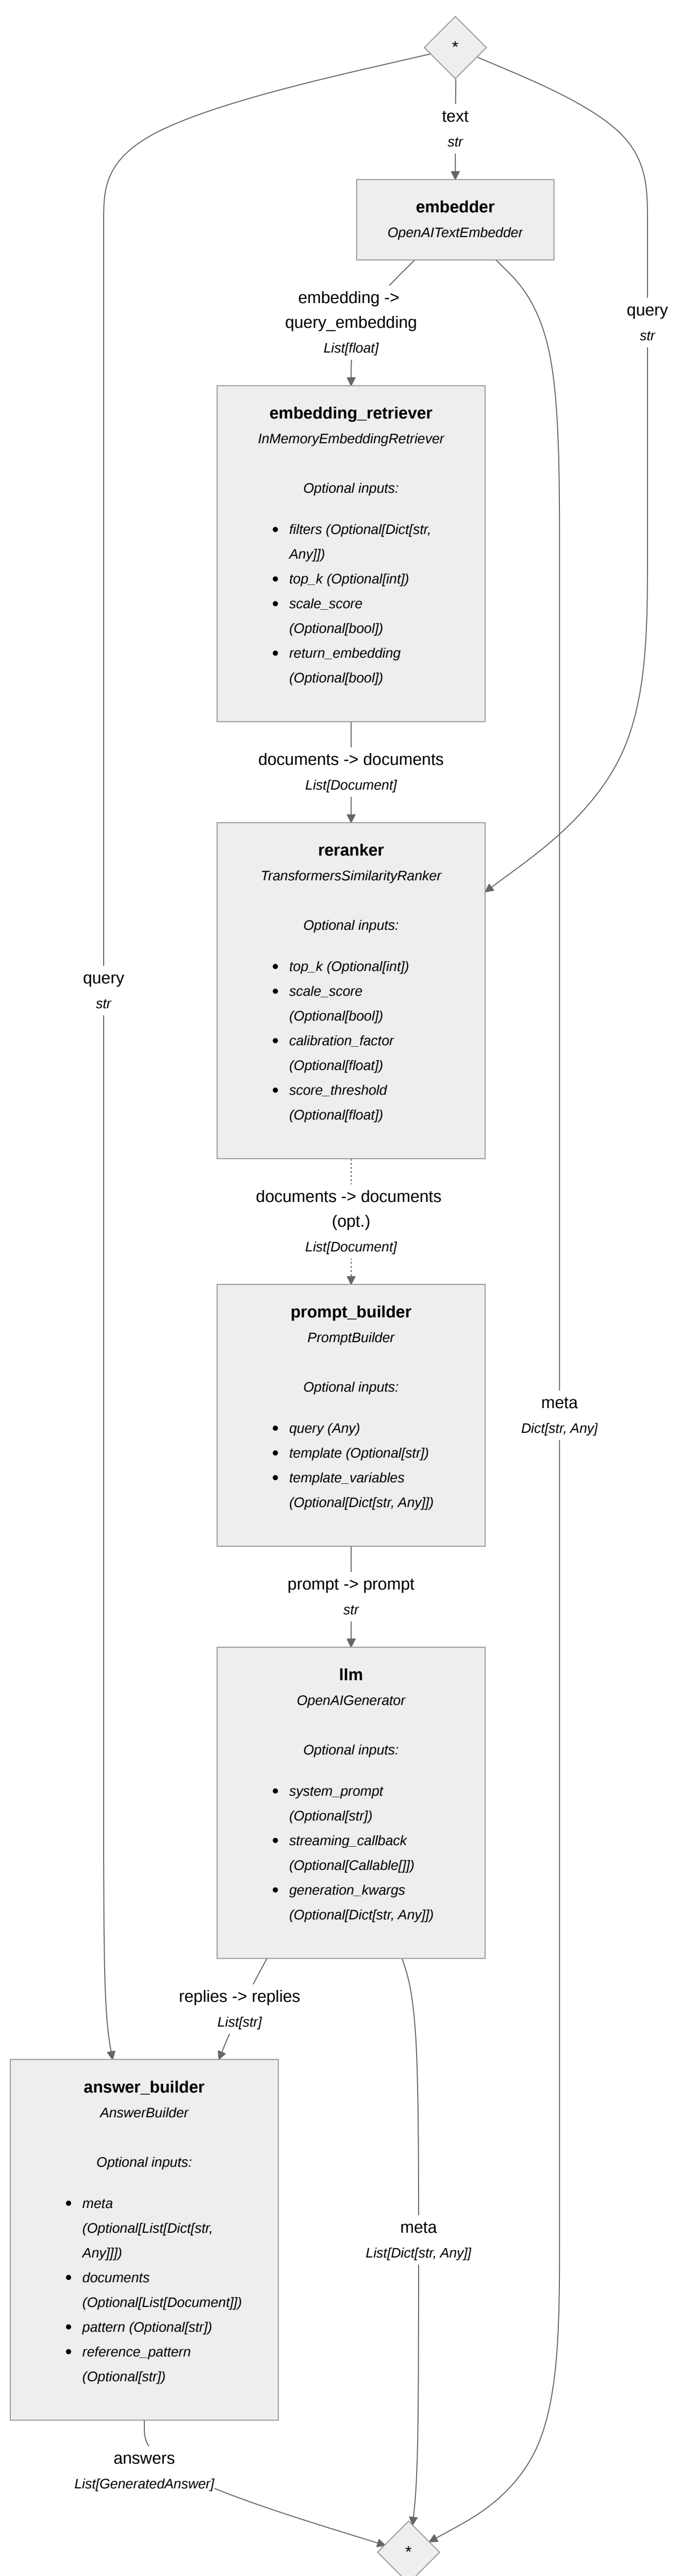 *
text
str
embedder
OpenAITextEmbedder
embedding ->
query_embedding
List[float]
query
str
embedding_retriever
InMemoryEmbeddingRetriever
Optional inputs:
• filters (Optional[Dict[str,
Any]])
• top_k (Optional[int])
• scale_score
(Optional[bool])
• return_embedding
(Optional[bool])
documents -> documents
List[Document]
reranker
TransformersSimilarityRanker
Optional inputs:
• top_k (Optional[int])
• scale_score
(Optional[bool])
• calibration_factor
(Optional[float])
• score_threshold
(Optional[float])
query
str
documents -> documents
(opt.)
List[Document]
prompt_builder
PromptBuilder
Optional inputs:
• query (Any)
• template (Optional[str])
• template_variables
(Optional[Dict[str, Any]])
meta
Dict[str, Any]
prompt -> prompt
str
llm
OpenAIGenerator
Optional inputs:
• system_prompt
(Optional[str])
• streaming_callback
(Optional[Callable[]])
• generation_kwargs
(Optional[Dict[str, Any]])
replies -> replies
List[str]
answer_builder
AnswerBuilder
Optional inputs:
• meta
(Optional[List[Dict[str,
Any]]])
• documents
(Optional[List[Document]])
• pattern (Optional[str])
• reference_pattern
(Optional[str])
meta
List[Dict[str, Any]]
answers
List[GeneratedAnswer]
*